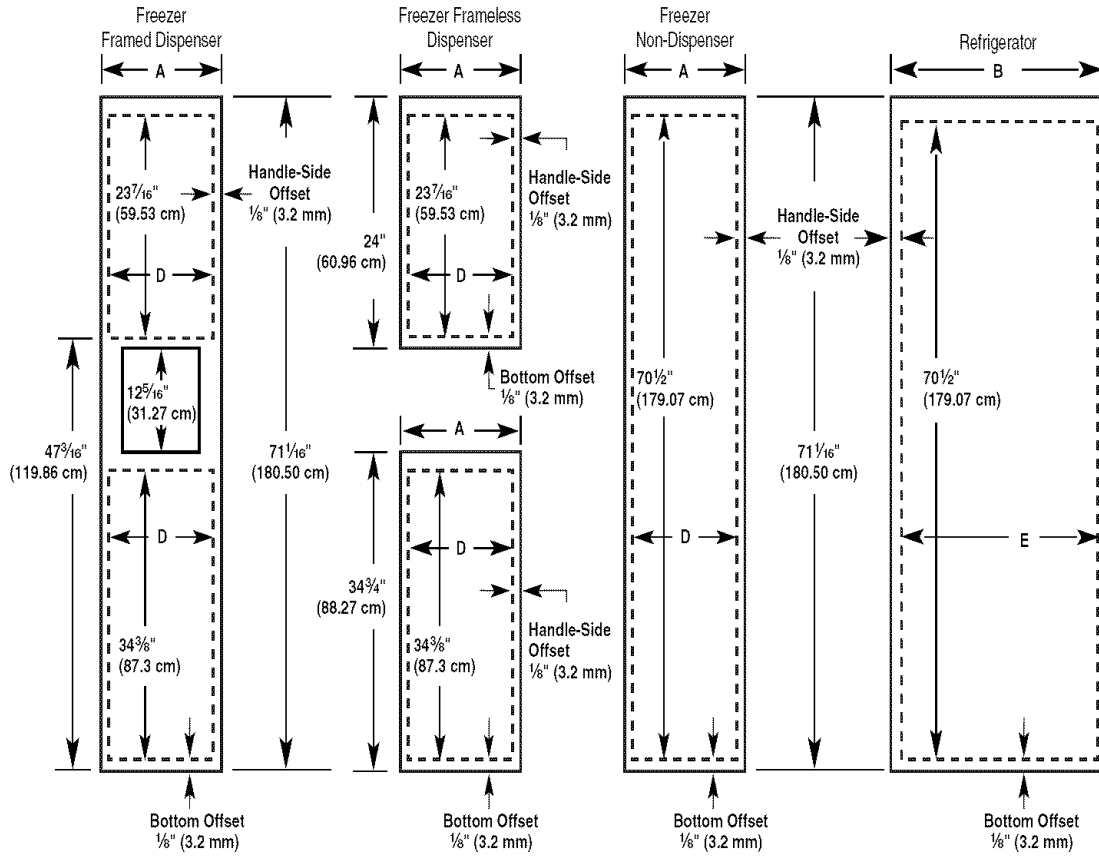 Freezer
Framed Dispenser
A
Freezer Frameless
Dispenser
A
Freezer
Non-Dispenser
A
Refrigerator
B
23⁷⁄₁₆"
(59.53 cm)
Handle-Side
Offset
⅛" (3.2 mm)
D
12⁵⁄₁₆"
(31.27 cm)
47³⁄₁₆"
(119.86 cm)
71¹⁄₁₆"
(180.50 cm)
D
34⅜"
(87.3 cm)
Bottom Offset
⅛" (3.2 mm)
23⁷⁄₁₆"
(59.53 cm)
Handle-Side
Offset
⅛" (3.2 mm)
24"
(60.96 cm)
D
Bottom Offset
⅛" (3.2 mm)
A
D
34¾"
(88.27 cm)
34⅜"
(87.3 cm)
Handle-Side
Offset
⅛" (3.2 mm)
Bottom Offset
⅛" (3.2 mm)
70½"
(179.07 cm)
D
Bottom Offset
⅛" (3.2 mm)
Handle-Side
Offset
⅛" (3.2 mm)
71¹⁄₁₆"
(180.50 cm)
70½"
(179.07 cm)
E
Bottom Offset
⅛" (3.2 mm)